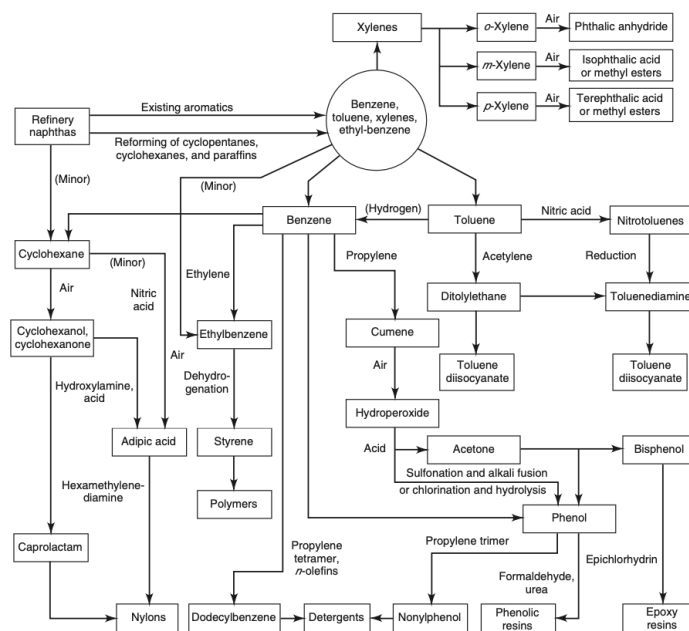 Xylenes
o-Xylene
Air
Phthalic anhydride
m-Xylene
Air
Isophthalic acid
or methyl esters
p-Xylene
Air
Terephthalic acid
or methyl esters
Benzene,
toluene, xylenes,
ethyl-benzene
Refinery
naphthas
Existing aromatics
Reforming of cyclopentanes,
cyclohexanes, and paraffins
(Minor)
(Minor)
Benzene
(Hydrogen)
Toluene
Nitric acid
Nitrotoluenes
Cyclohexane
(Minor)
Ethylene
Propylene
Acetylene
Reduction
Air
Nitric
acid
Ditolylethane
Toluenediamine
Cyclohexanol,
cyclohexanone
Air
Ethylbenzene
Cumene
Toluene
diisocyanate
Toluene
diisocyanate
Hydroxylamine,
acid
Dehydro-
genation
Air
Hydroperoxide
Adipic acid
Styrene
Acid
Acetone
Bisphenol
Hexamethylene-
diamine
Polymers
Sulfonation and alkali fusion
or chlorination and hydrolysis
Phenol
Caprolactam
Propylene
tetramer,
n-olefins
Propylene trimer
Formaldehyde,
urea
Epichlorhydrin
Nylons
Dodecylbenzene
Detergents
Nonylphenol
Phenolic
resins
Epoxy
resins